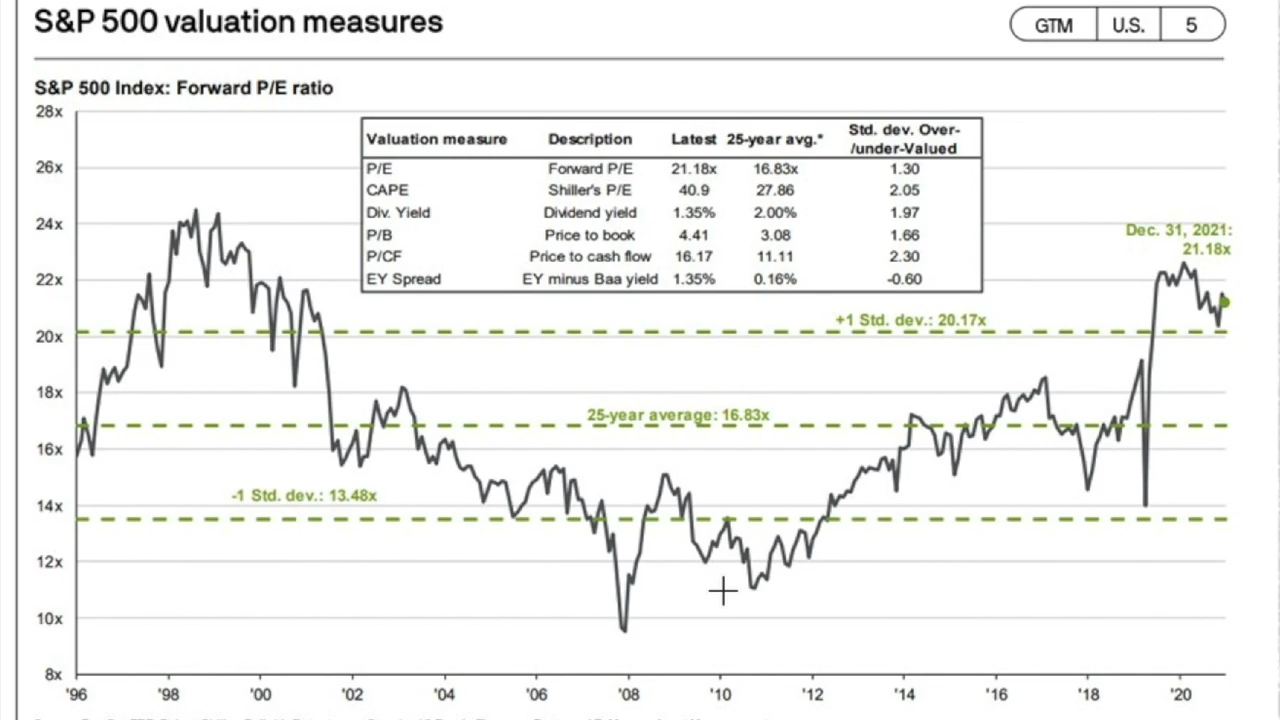 S&P 500 valuation measures
GTM U.S. 5
S&P 500 Index: Forward P/E ratio
28x
26x
24x
22x
20x
18x
16x
14x
12x
10x
8x
Valuation measure Description Latest 25-year avg.* Std. dev. Over-
/under-Valued
P/E Forward P/E 21.18x 16.83x 1.30
CAPE Shiller's P/E 40.9 27.86 2.05
Div. Yield Dividend yield 1.35% 2.00% 1.97
P/B Price to book 4.41 3.08 1.66
P/CF Price to cash flow 16.17 11.11 2.30
EY Spread EY minus Baa yield 1.35% 0.16% -0.60
Dec. 31, 2021:
21.18x
+1 Std. dev.: 20.17x
25-year average: 16.83x
-1 Std. dev.: 13.48x
'96 '98 '00 '02 '04 '06 '08 '10 '12 '14 '16 '18 '20